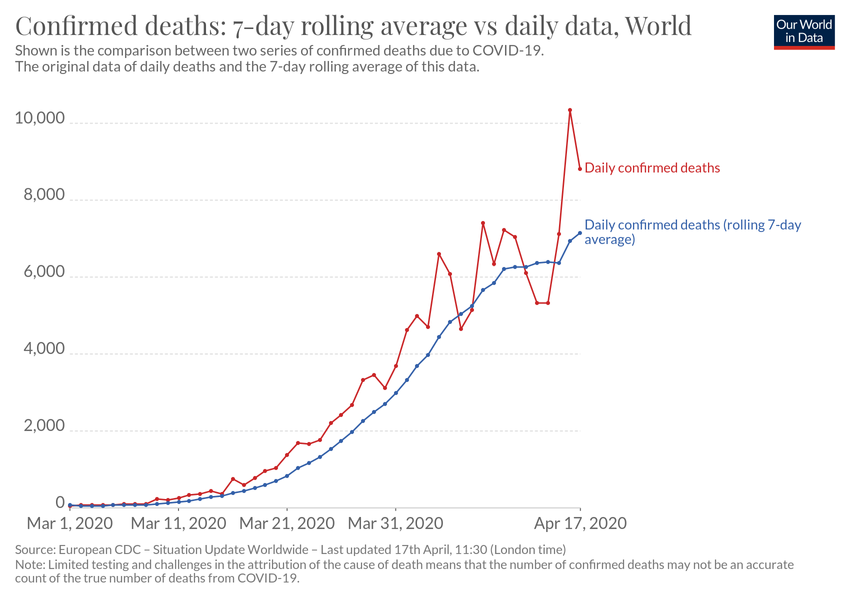 Confirmed deaths: 7-day rolling average vs daily data, World
Our World
in Data
Shown is the comparison between two series of confirmed deaths due to COVID-19.
The original data of daily deaths and the 7-day rolling average of this data.
10,000
8,000
6,000
4,000
2,000
0
Daily confirmed deaths
Daily confirmed deaths (rolling 7-day
average)
Mar 1, 2020 Mar 11, 2020 Mar 21, 2020 Mar 31, 2020 Apr 17, 2020
Source: European CDC – Situation Update Worldwide – Last updated 17th April, 11:30 (London time)
Note: Limited testing and challenges in the attribution of the cause of death means that the number of confirmed deaths may not be an accurate
count of the true number of deaths from COVID-19.